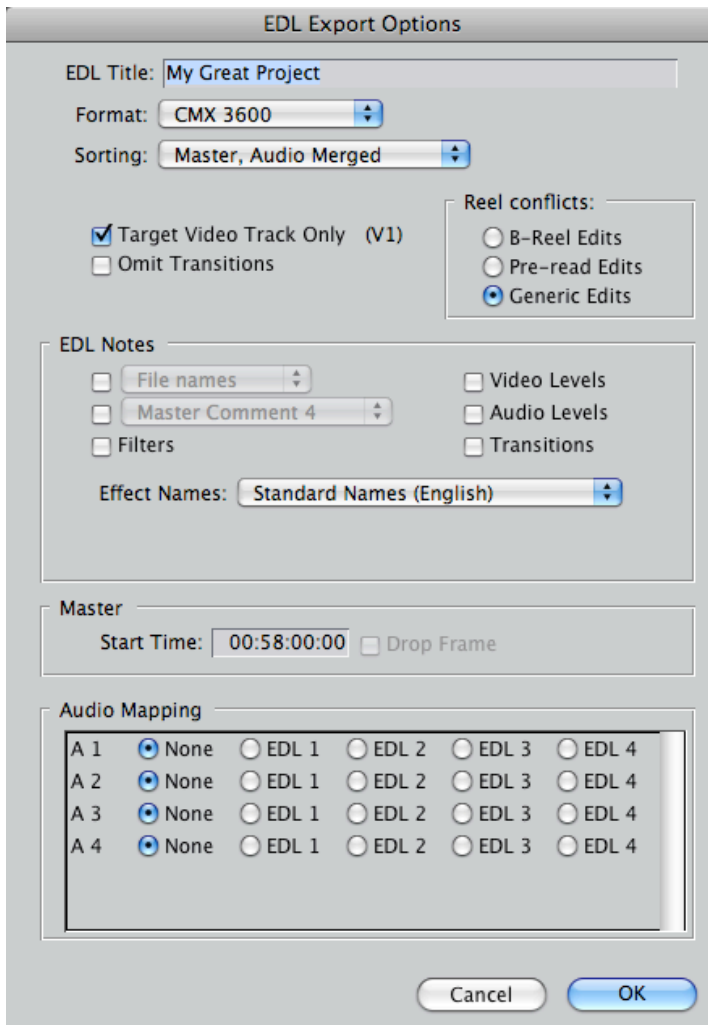 EDL Export Options
EDL Title: My Great Project
Format: CMX 3600
Sorting: Master, Audio Merged
Reel conflicts:
Target Video Track Only (V1)
B-Reel Edits
Omit Transitions
Pre-read Edits
Generic Edits
EDL Notes
File names
Video Levels
Master Comment 4
Audio Levels
Filters
Transitions
Effect Names: Standard Names (English)
Master
Start Time: 00:58:00:00 Drop Frame
Audio Mapping
A 1 None EDL 1 EDL 2 EDL 3 EDL 4
A 2 None EDL 1 EDL 2 EDL 3 EDL 4
A 3 None EDL 1 EDL 2 EDL 3 EDL 4
A 4 None EDL 1 EDL 2 EDL 3 EDL 4
Cancel OK